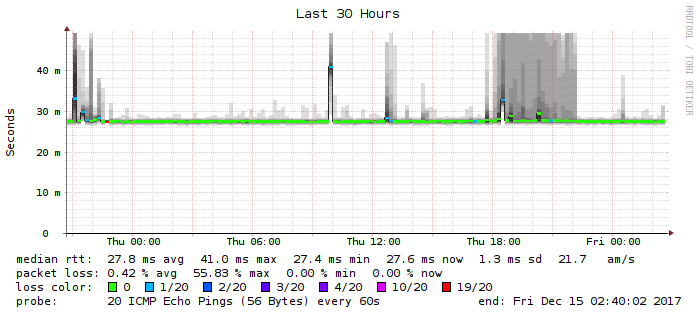 Last 30 Hours
RRDTOOL / TOBI OETIKER
Seconds
40 m
30 m
20 m
10 m
0
Thu 00:00 Thu 06:00 Thu 12:00 Thu 18:00 Fri 00:00
median rtt: 27.8 ms avg 41.0 ms max 27.4 ms min 27.6 ms now 1.3 ms sd 21.7 am/s
packet loss: 0.42 % avg 55.83 % max 0.00 % min 0.00 % now
loss color: 0 1/20 2/20 3/20 4/20 10/20 19/20
probe: 20 ICMP Echo Pings (56 Bytes) every 60s end: Fri Dec 15 02:40:02 2017